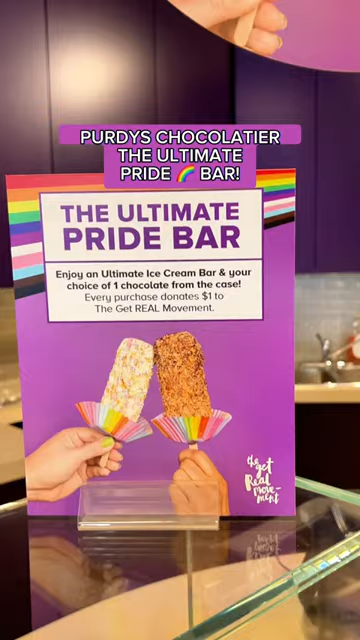 PURDYS CHOCOLATIER
THE ULTIMATE
PRIDE 🌈 BAR!
THE ULTIMATE
PRIDE BAR
Enjoy an Ultimate Ice Cream Bar & your
choice of 1 chocolate from the case!
Every purchase donates $1 to
The Get REAL Movement.
the
get
Real
move-
ment